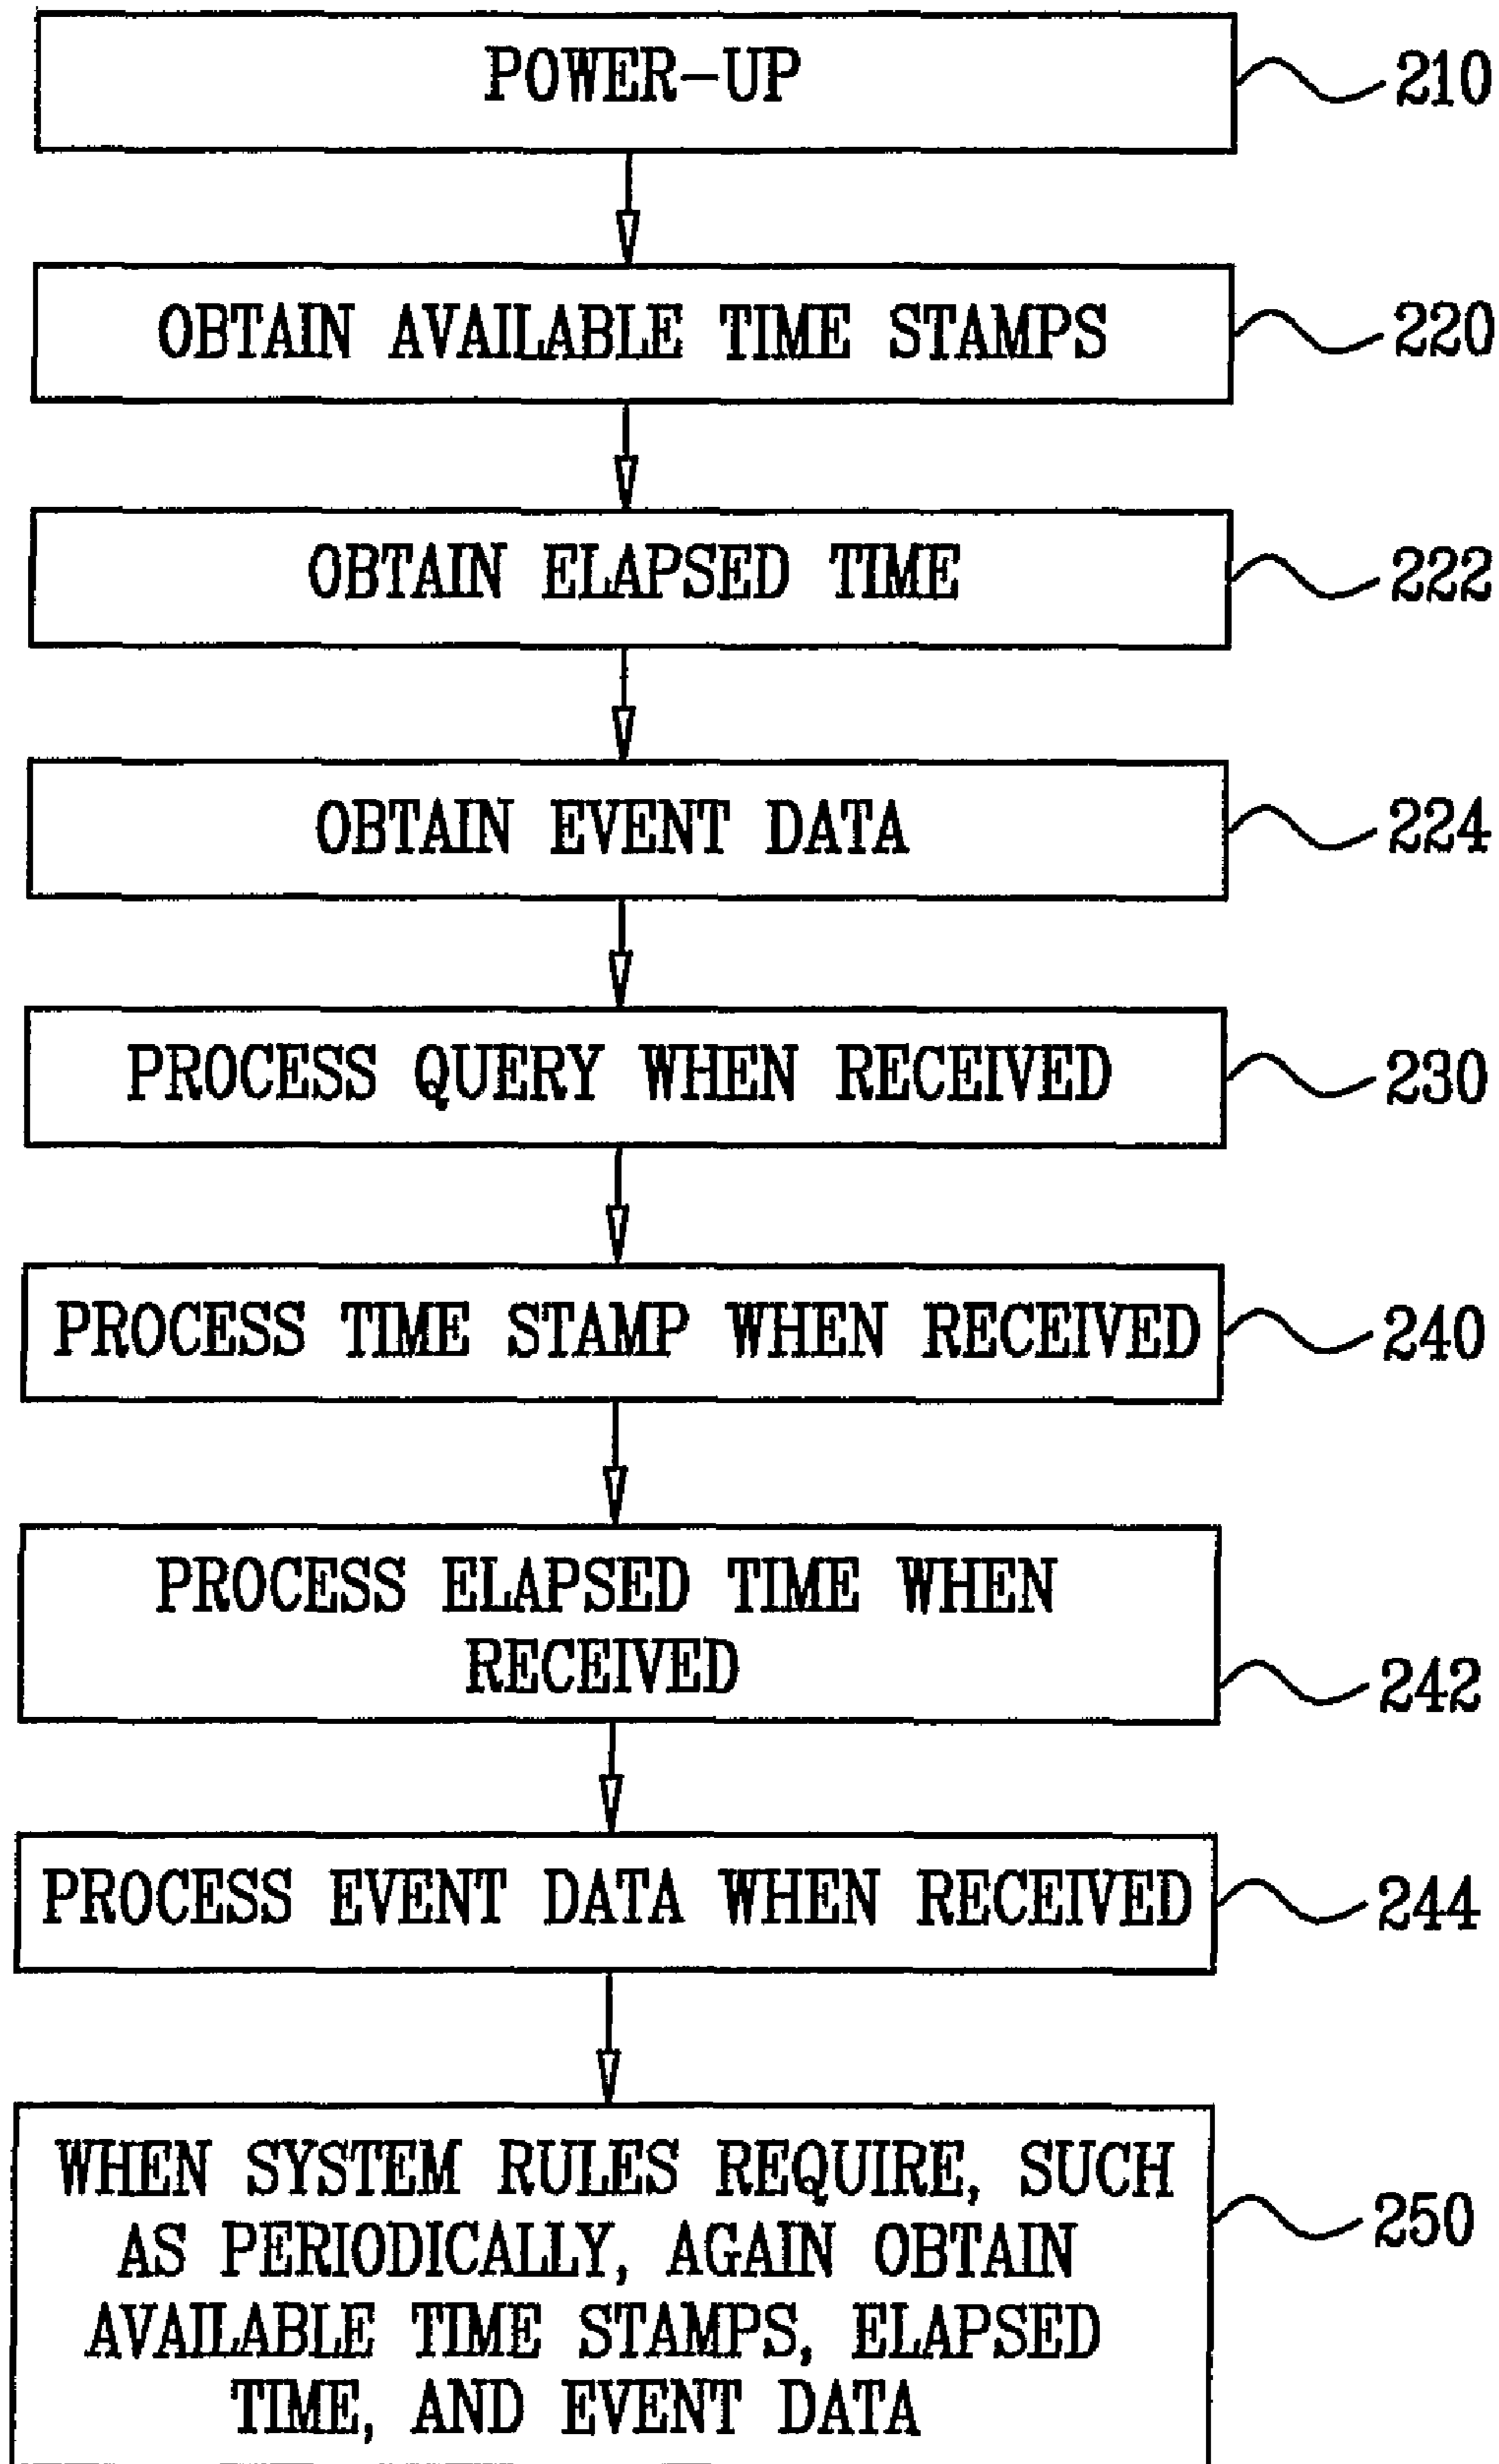 POWER-UP
210
OBTAIN AVAILABLE TIME STAMPS
220
OBTAIN ELAPSED TIME
222
OBTAIN EVENT DATA
224
PROCESS QUERY WHEN RECEIVED
230
PROCESS TIME STAMP WHEN RECEIVED
240
PROCESS ELAPSED TIME WHEN
RECEIVED
242
PROCESS EVENT DATA WHEN RECEIVED
244
WHEN SYSTEM RULES REQUIRE, SUCH
AS PERIODICALLY, AGAIN OBTAIN
AVAILABLE TIME STAMPS, ELAPSED
TIME, AND EVENT DATA
250